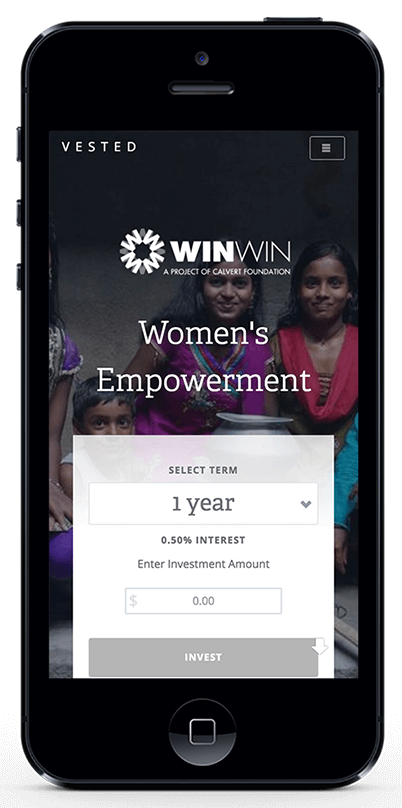 VESTED
WINWIN
A PROJECT OF CALVERT FOUNDATION
Women's
Empowerment
SELECT TERM
1 year
0.50% INTEREST
Enter Investment Amount
$ 0.00
INVEST